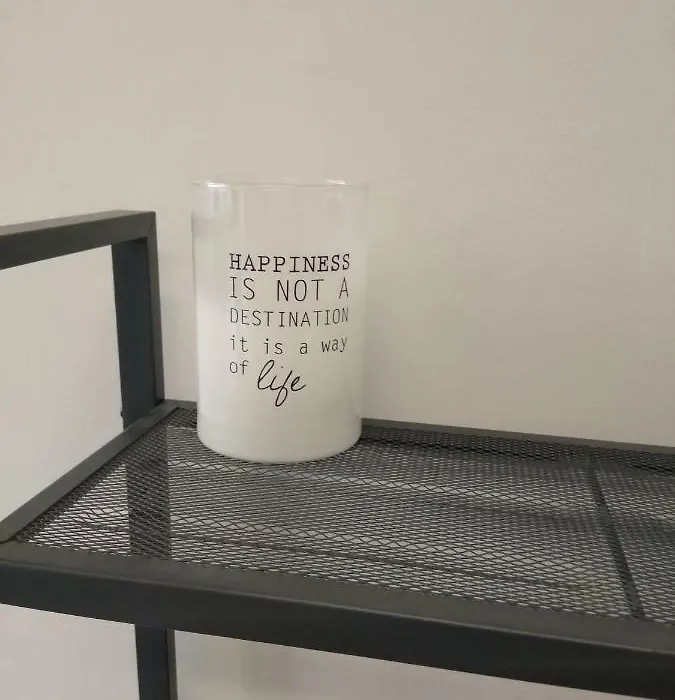 HAPPINESS
IS NOT A
DESTINATION
it is a way
of life